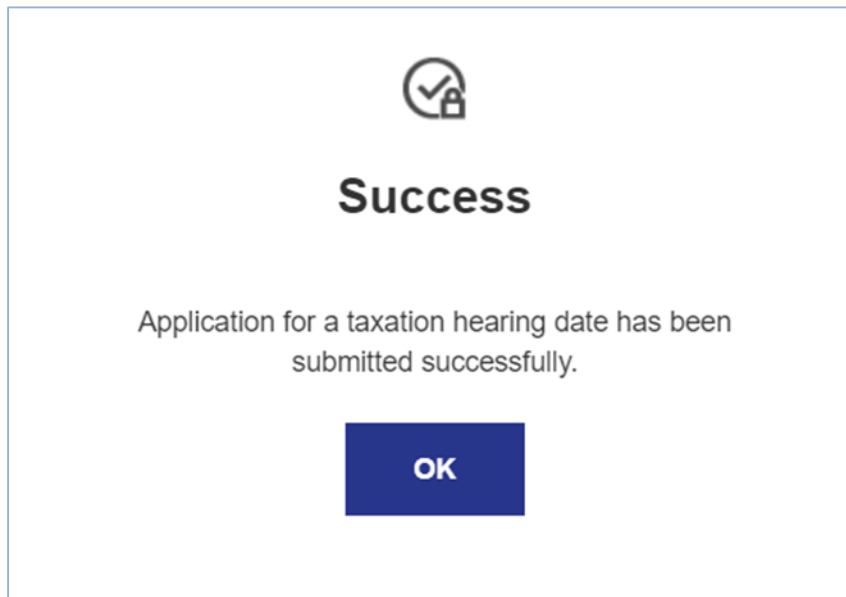 Success
Application for a taxation hearing date has been
submitted successfully.
OK